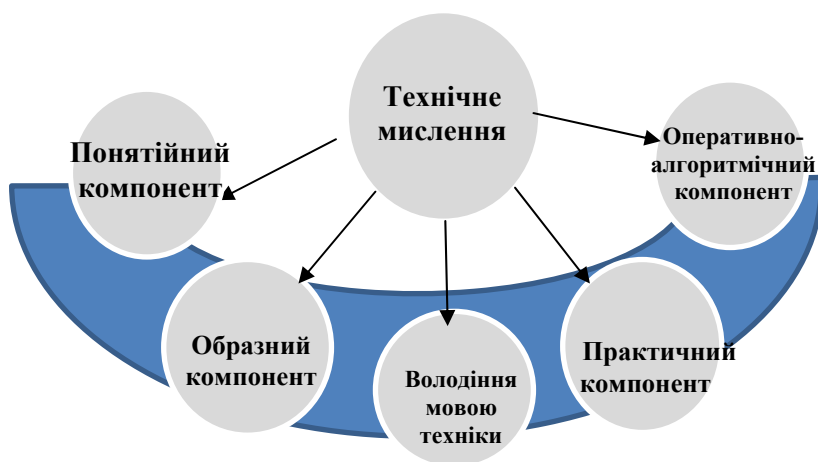 Технічне
мислення
Понятійний
компонент
Оперативно-
алгоритмічний
компонент
Образний
компонент
Володіння
мовою
техніки
Практичний
компонент